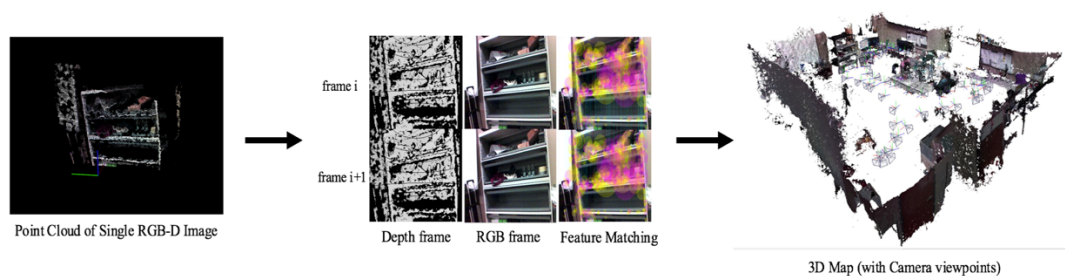 Point Cloud of Single RGB-D Image
frame i
frame i+1
Depth frame
RGB frame
Feature Matching
3D Map (with Camera viewpoints)